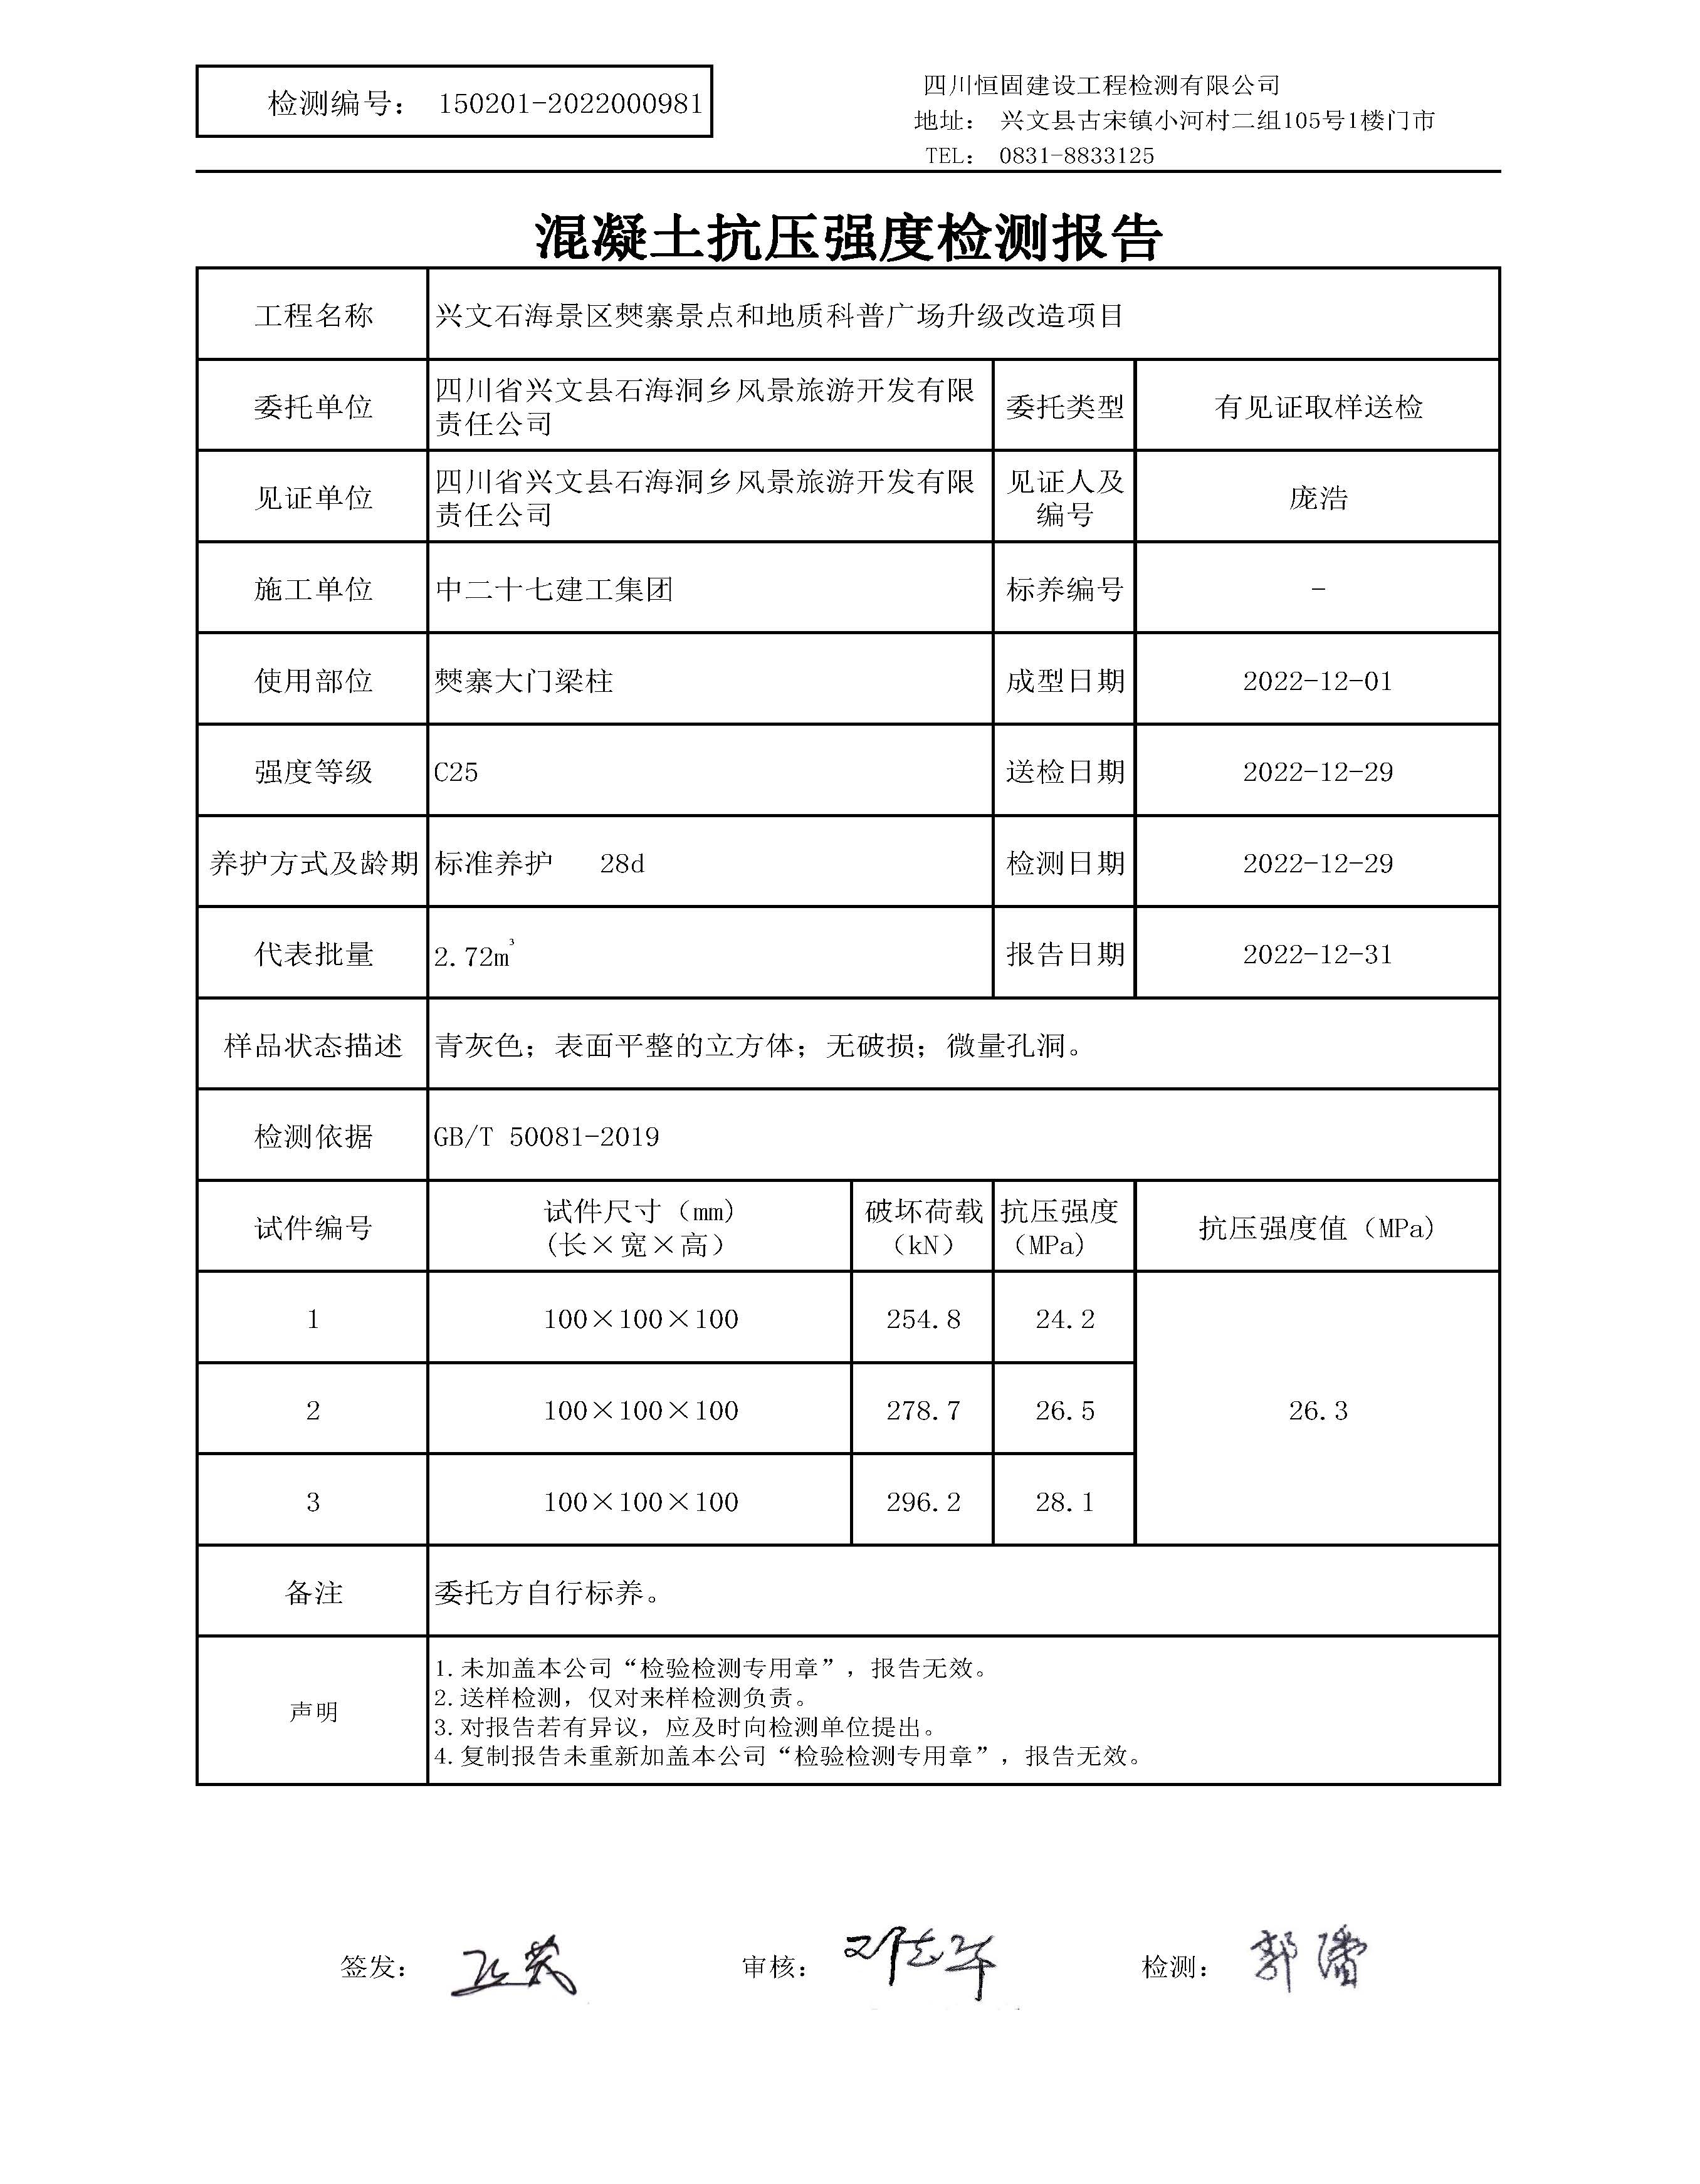 检测编号： 150201-2022000981
四川恒固建设工程检测有限公司
地址： 兴文县古宋镇小河村二组105号1楼门市
TEL： 0831-8833125
混凝土抗压强度检测报告
工程名称 兴文石海景区僰寨景点和地质科普广场升级改造项目
委托单位 四川省兴文县石海洞乡风景旅游开发有限
责任公司 委托类型 有见证取样送检
见证单位 四川省兴文县石海洞乡风景旅游开发有限
责任公司 见证人及
编号 庞浩
施工单位 中二十七建工集团 标养编号 -
使用部位 僰寨大门梁柱 成型日期 2022-12-01
强度等级 C25 送检日期 2022-12-29
养护方式及龄期 标准养护 28d 检测日期 2022-12-29
代表批量 2.72m³ 报告日期 2022-12-31
样品状态描述 青灰色；表面平整的立方体；无破损；微量孔洞。
检测依据 GB/T 50081-2019
试件编号 试件尺寸（mm）
(长×宽×高） 破坏荷载
（kN） 抗压强度
（MPa） 抗压强度值（MPa）
1 100×100×100 254.8 24.2
2 100×100×100 278.7 26.5 26.3
3 100×100×100 296.2 28.1
备注 委托方自行标养。
声明
1.未加盖本公司“检验检测专用章”，报告无效。
2.送样检测，仅对来样检测负责。
3.对报告若有异议，应及时向检测单位提出。
4.复制报告未重新加盖本公司“检验检测专用章”，报告无效。
签发： 审核： 检测：